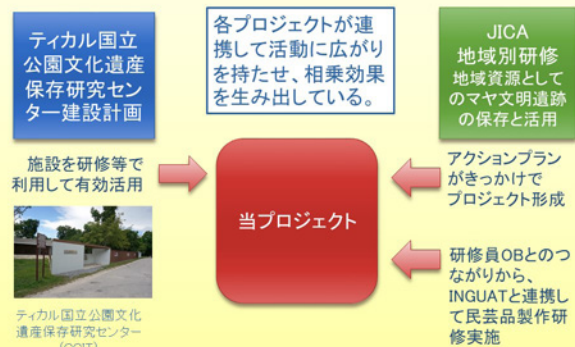 ティカル国立
公園文化遺産
保存研究セン
ター建設計画
各プロジェクトが連
携して活動に広がり
を持たせ、相乗効果
を生み出している。
JICA
地域別研修
地域資源として
のマヤ文明遺跡
の保存と活用
施設を研修等で
利用して有効活用
当プロジェクト
アクションプラン
がきっかけで
プロジェクト形成
研修員OBとのつ
ながりから、
INGUATと連携し
て民芸品製作研
修実施
ティカル国立公園文化
遺産保存研究センター